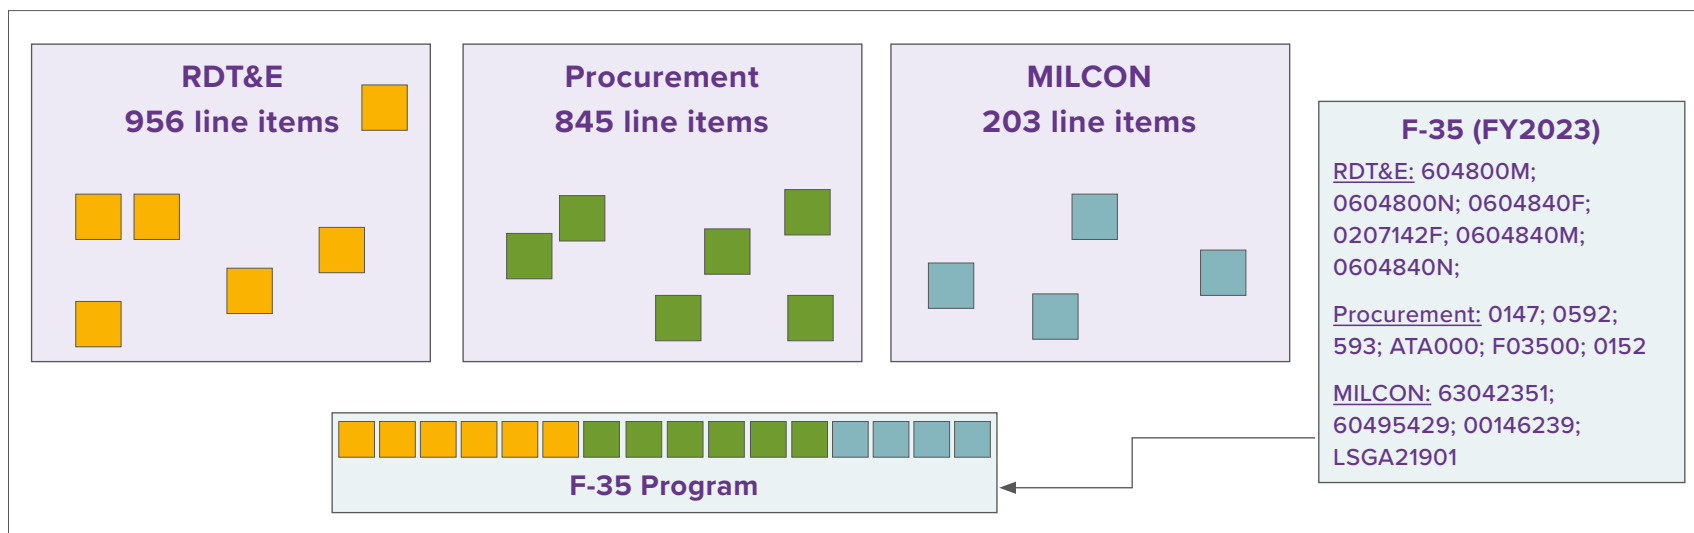 RDT&E
956 line items
Procurement
845 line items
MILCON
203 line items
F-35 (FY2023)
RDT&E: 604800M;
0604800N; 0604840F;
0207142F; 0604840M;
0604840N;
Procurement: 0147; 0592;
593; ATA000; F03500; 0152
MILCON: 63042351;
60495429; 00146239;
LSGA21901
F-35 Program